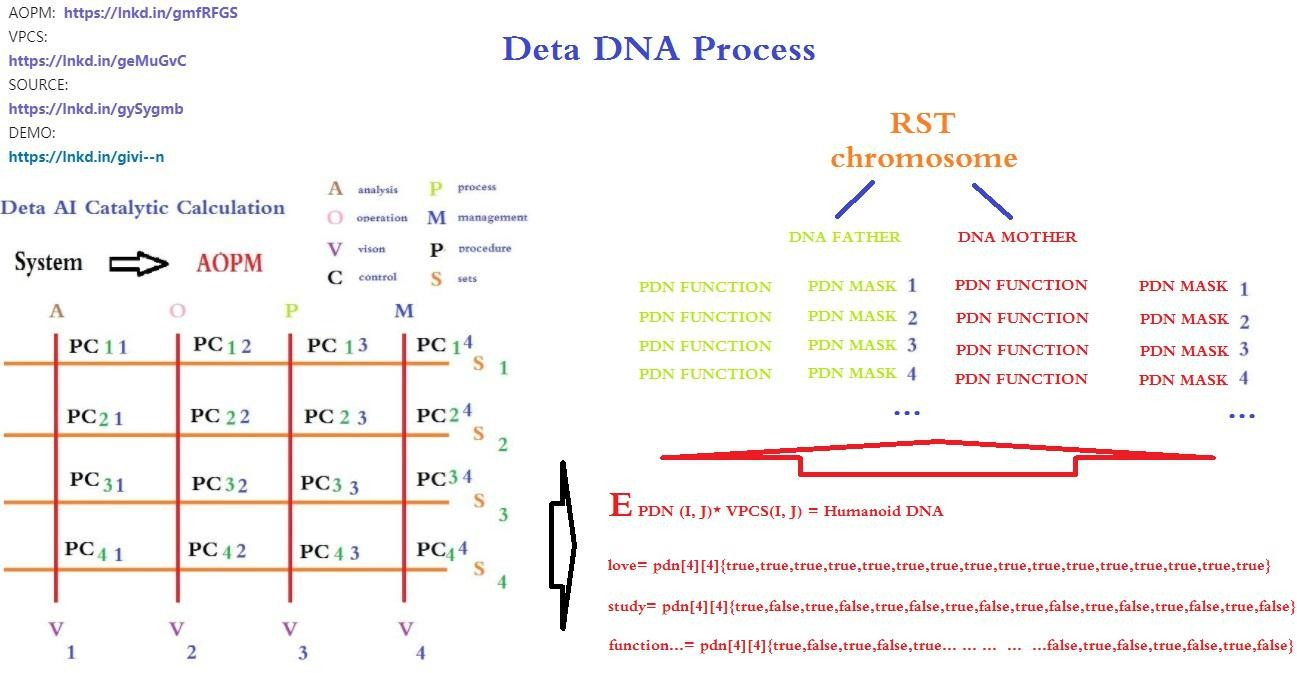 AOPM: https://lnkd.in/gmfRFGS
VPCS:
https://lnkd.in/geMuGvC
SOURCE:
https://lnkd.in/gySygmb
DEMO:
https://lnkd.in/givi--n
Deta DNA Process
Deta AI Catalytic Calculation
A analysis P process
O operation M management
V vison P procedure
C control S sets
System AOPM
A O P M
PC 1 1 PC 1 2 PC 1 3 PC 1 4
S 1
PC 2 1 PC 2 2 PC 2 3 PC 2 4
S 2
PC 3 1 PC 3 2 PC 3 3 PC 3 4
S 3
PC 4 1 PC 4 2 PC 4 3 PC 4 4
S 4
V V V V
1 2 3 4
RST
chromosome
DNA FATHER DNA MOTHER
PDN FUNCTION PDN MASK 1 PDN FUNCTION PDN MASK 1
PDN FUNCTION PDN MASK 2 PDN FUNCTION PDN MASK 2
PDN FUNCTION PDN MASK 3 PDN FUNCTION PDN MASK 3
PDN FUNCTION PDN MASK 4 PDN FUNCTION PDN MASK 4
... ...
E PDN (I, J)* VPCS(I, J) = Humanoid DNA
love= pdn[4][4]{true,true,true,true,true,true,true,true,true,true,true,true,true,true,true,true}
study= pdn[4][4]{true,false,true,false,true,false,true,false,true,false,true,false,true,false,true,false}
function...= pdn[4][4]{true,false,true,false,true... ... ... ... ...false,true,false,true,false,true,false}